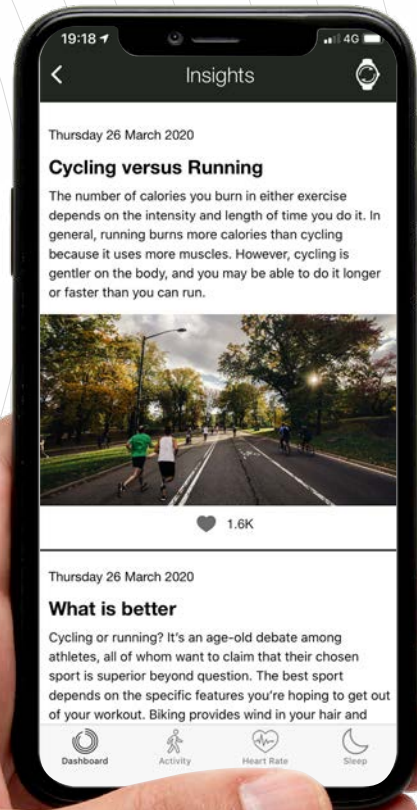 19:18
4G
Insights
Thursday 26 March 2020
Cycling versus Running
The number of calories you burn in either exercise
depends on the intensity and length of time you do it. In
general, running burns more calories than cycling
because it uses more muscles. However, cycling is
gentler on the body, and you may be able to do it longer
or faster than you can run.
1.6K
Thursday 26 March 2020
What is better
Cycling or running? It's an age-old debate among
athletes, all of whom want to claim that their chosen
sport is superior beyond question. The best sport
depends on the specific features you're hoping to get out
of your workout. Biking provides wind in your hair and
Dashboard
Activity
Heart Rate
Sleep